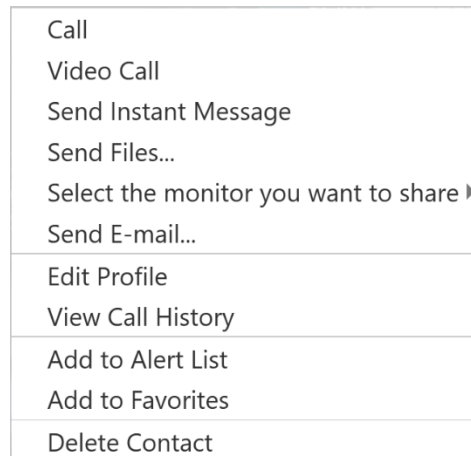 Call
Video Call
Send Instant Message
Send Files...
Select the monitor you want to share
Send E-mail...
Edit Profile
View Call History
Add to Alert List
Add to Favorites
Delete Contact